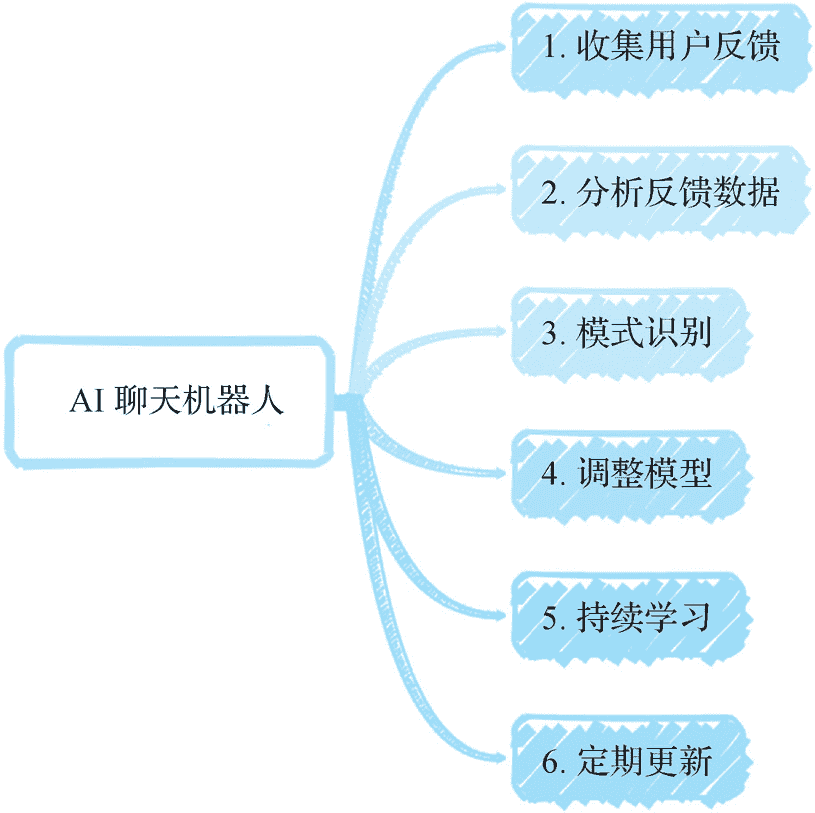 1. 收集用户反馈
2. 分析反馈数据
3. 模式识别
AI 聊天机器人
4. 调整模型
5. 持续学习
6. 定期更新